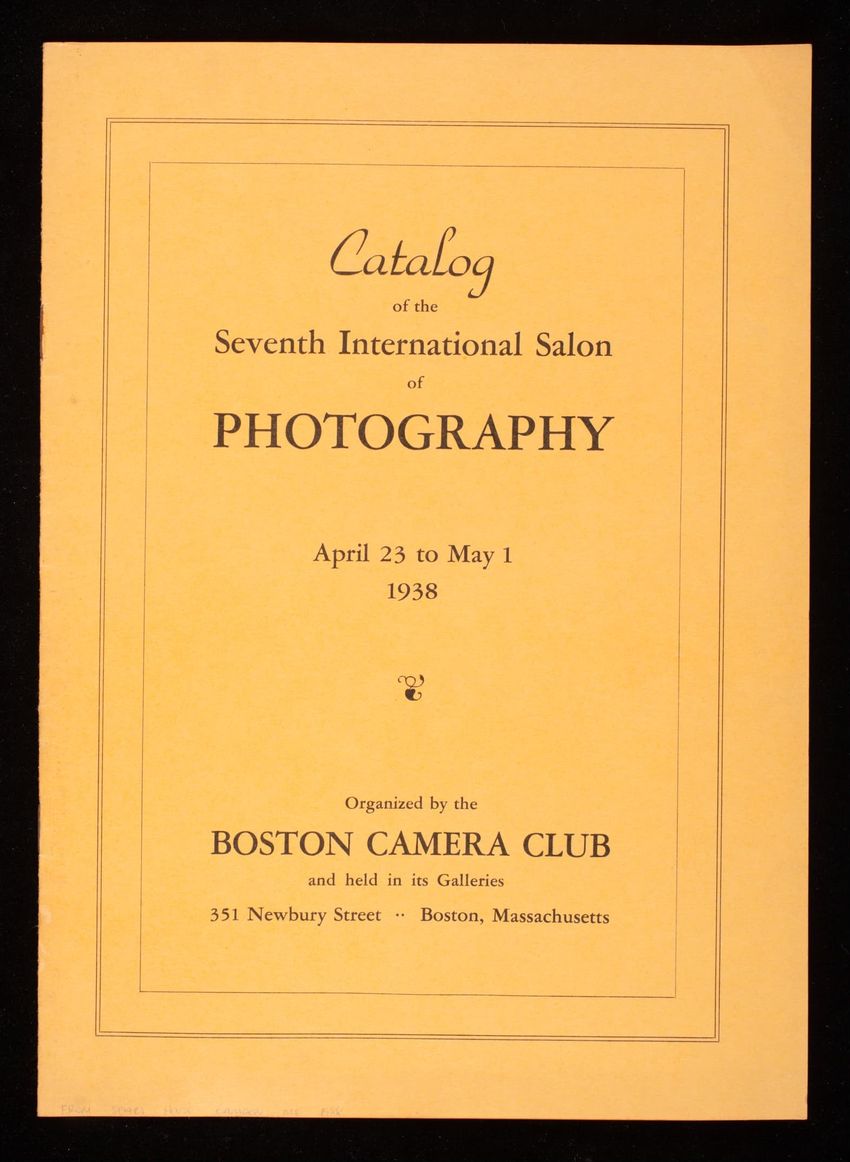 Catalog
of the
Seventh International Salon
of
PHOTOGRAPHY
April 23 to May 1
1938
Organized by the
BOSTON CAMERA CLUB
and held in its Galleries
351 Newbury Street ·· Boston, Massachusetts
FROM